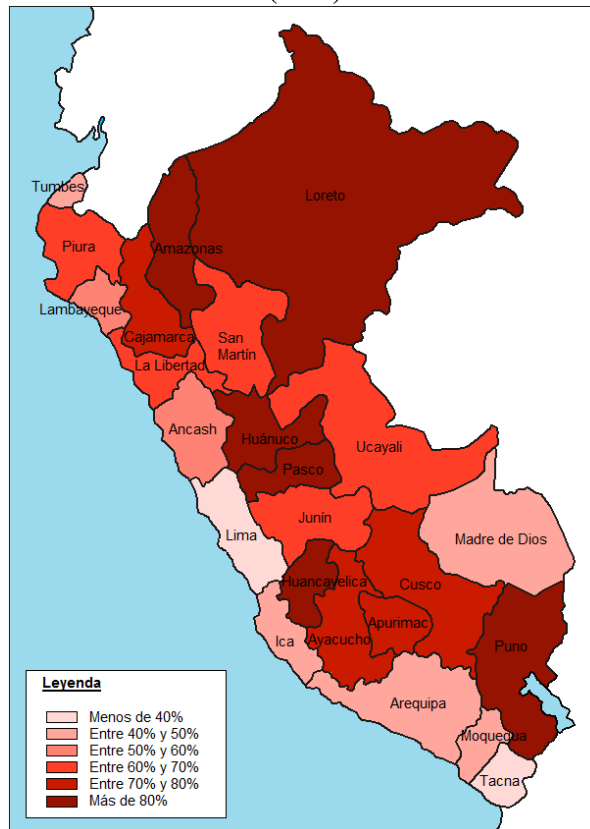 Tumbes
Loreto
Piura
Amazonas
Lambayeque
Cajamarca
San
Martín
La Libertad
Ancash
Huánuco
Ucayali
Pasco
Lima
Junín
Madre de Dios
Huancavelica
Cusco
Ica
Ayacucho
Apurimac
Puno
Arequipa
Moquegua
Tacna
Leyenda
Menos de 40%
Entre 40% y 50%
Entre 50% y 60%
Entre 60% y 70%
Entre 70% y 80%
Más de 80%